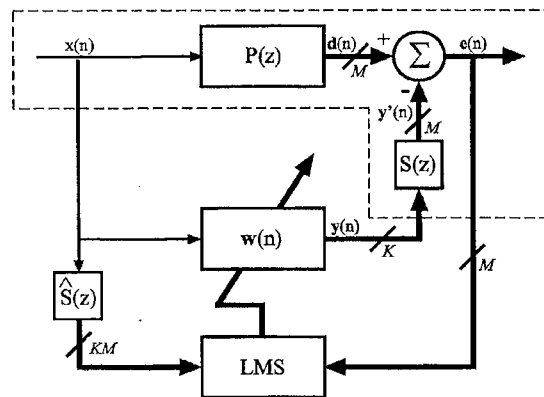 x(n)
P(z)
d(n)
M
+
Σ
e(n)
-
y'(n)
M
S(z)
w(n)
y(n)
K
M
Ŝ(z)
KM
LMS